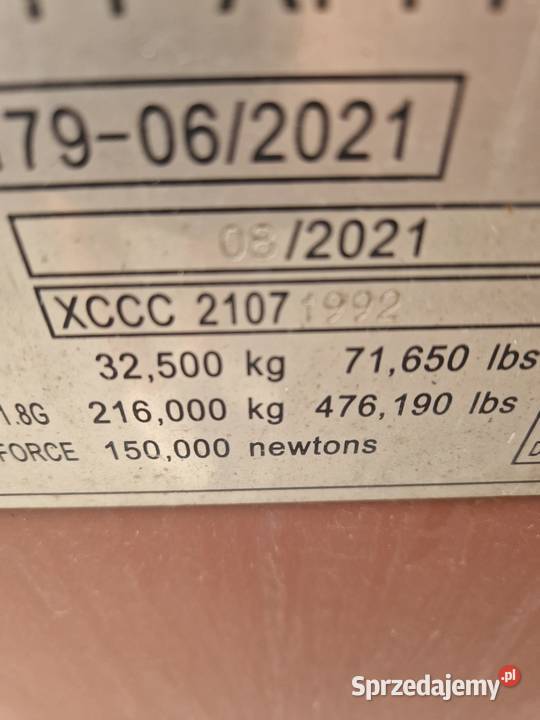 79-06/2021
08/2021
XCCC 2107 1992
32,500 kg 71,650 lbs
1.8G 216,000 kg 476,190 lbs
FORCE 150,000 newtons
Sprzedajemy.pl